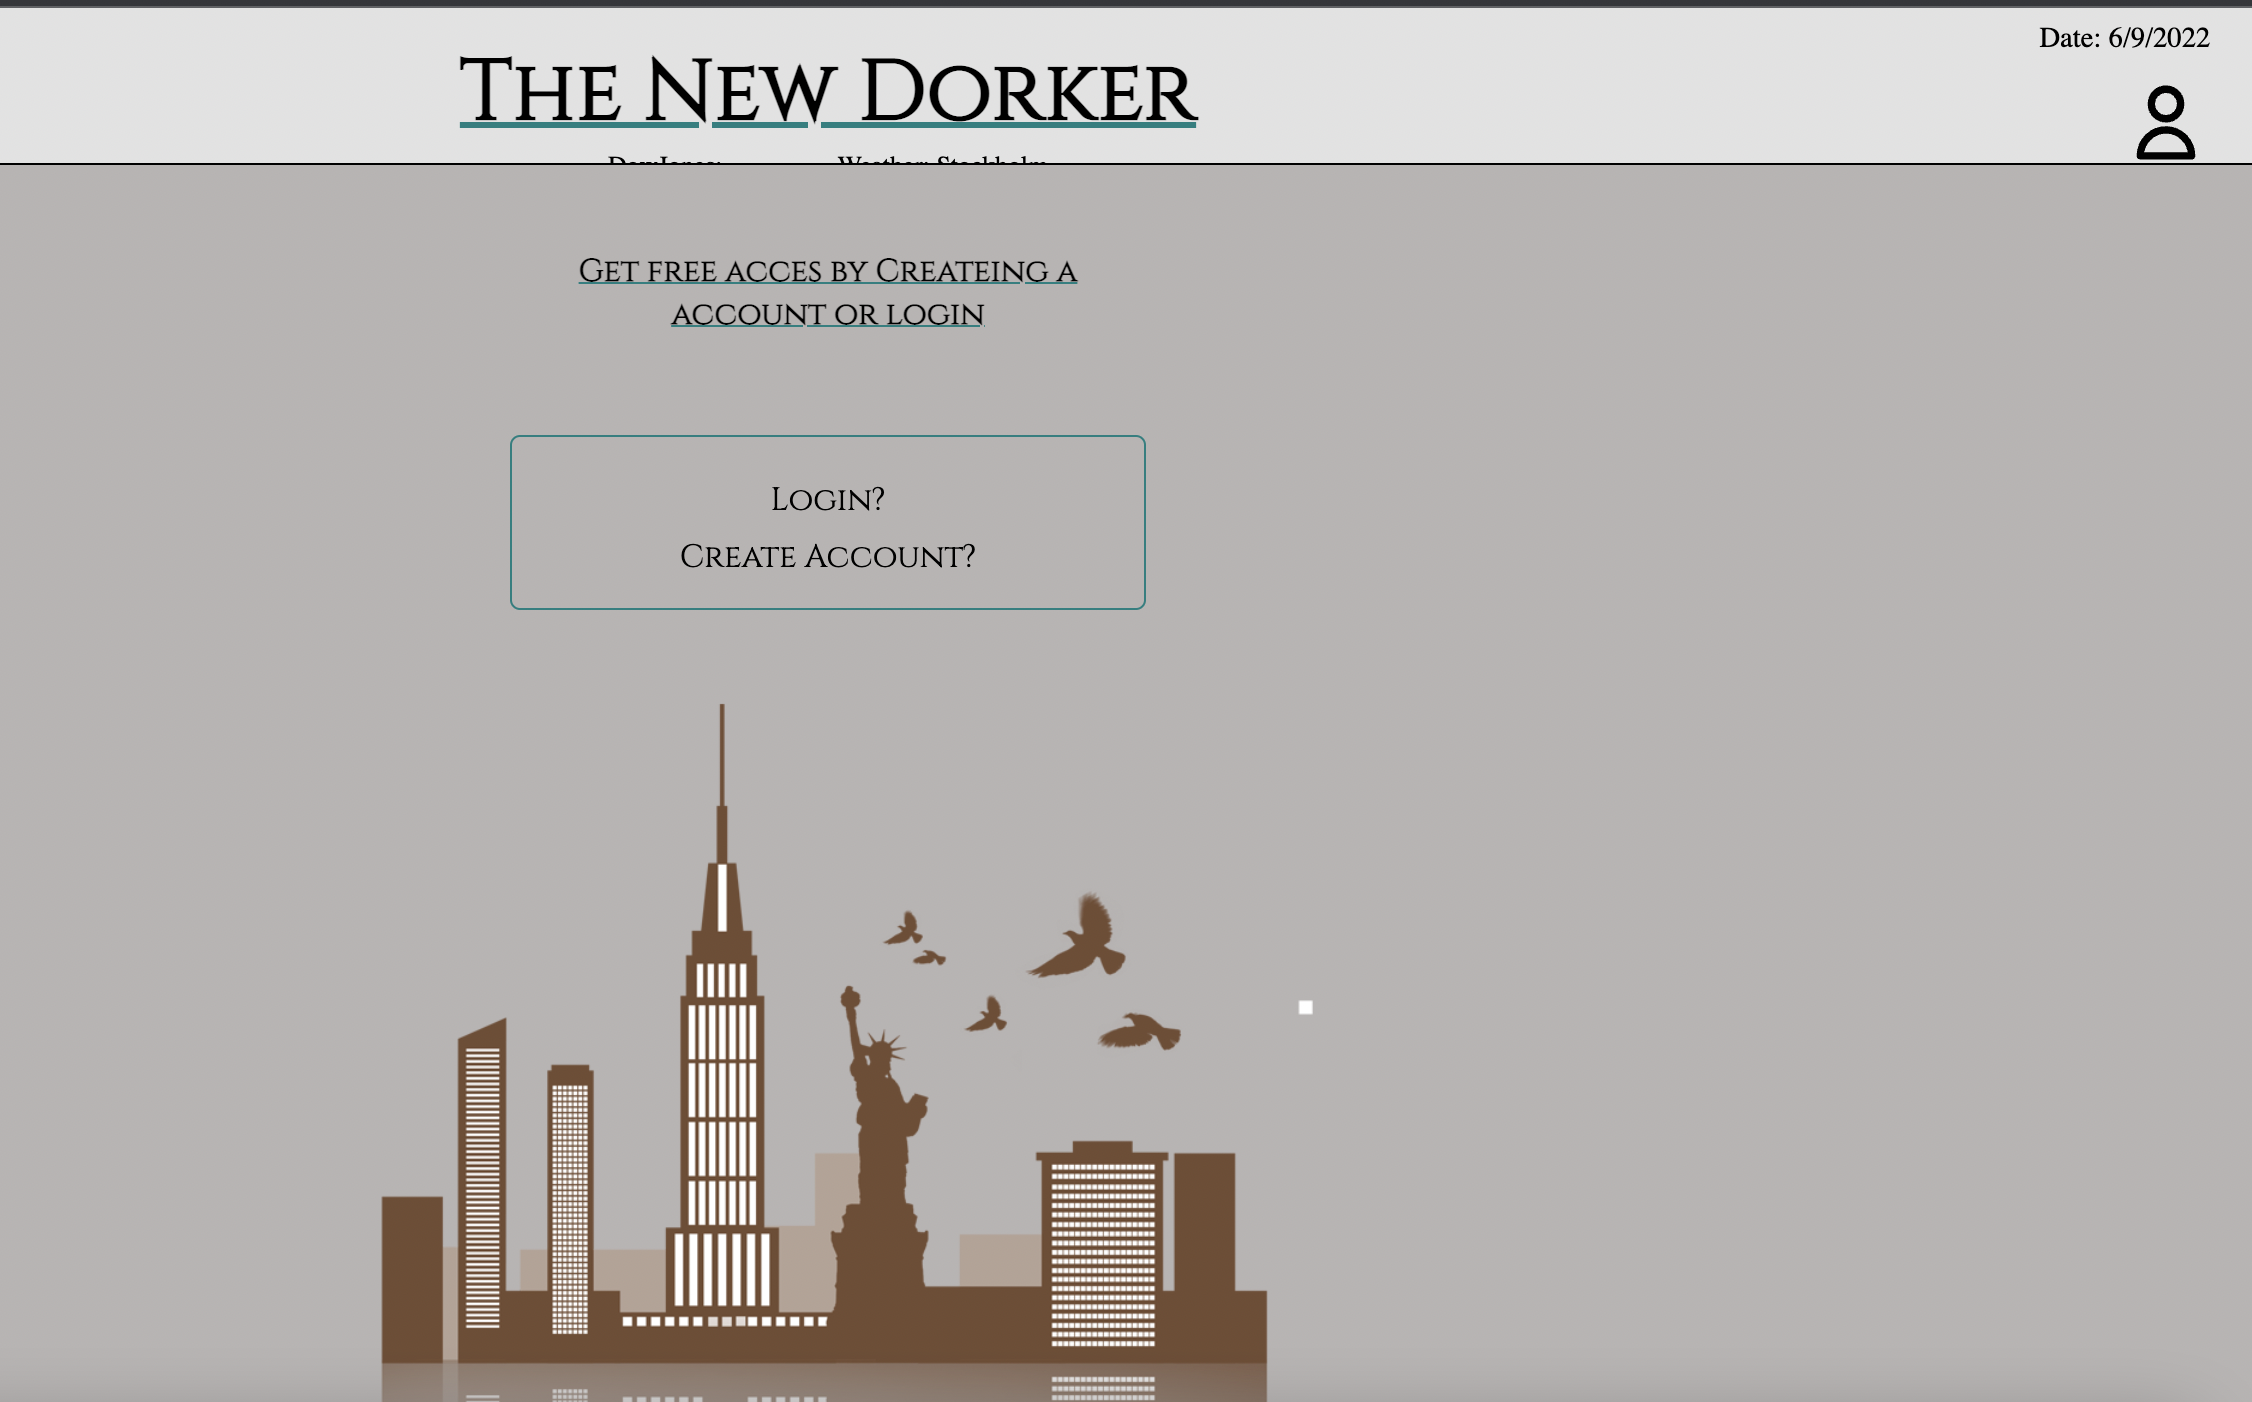 Date: 6/9/2022
The New Dorker
DowJones: Weather: Stockholm
Get free acces by Createing a
account or login
Login?
Create Account?